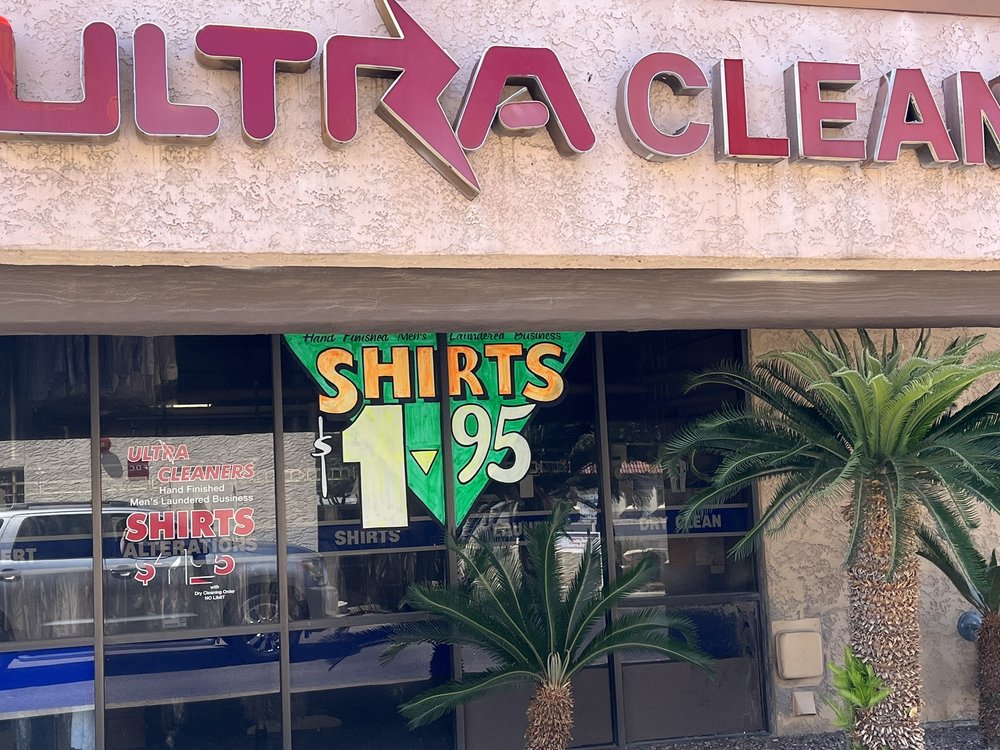 ULTRA CLEAN
Hand Finished Men's Laundered Business
SHIRTS
$1.95
ULTRA
CLEANERS
Hand Finished
Men's Laundered Business
SHIRTS
ALTERATIONS
with
Dry Cleaning Order
NO LIMIT
SHIRTS
DRY CLEAN
ERT